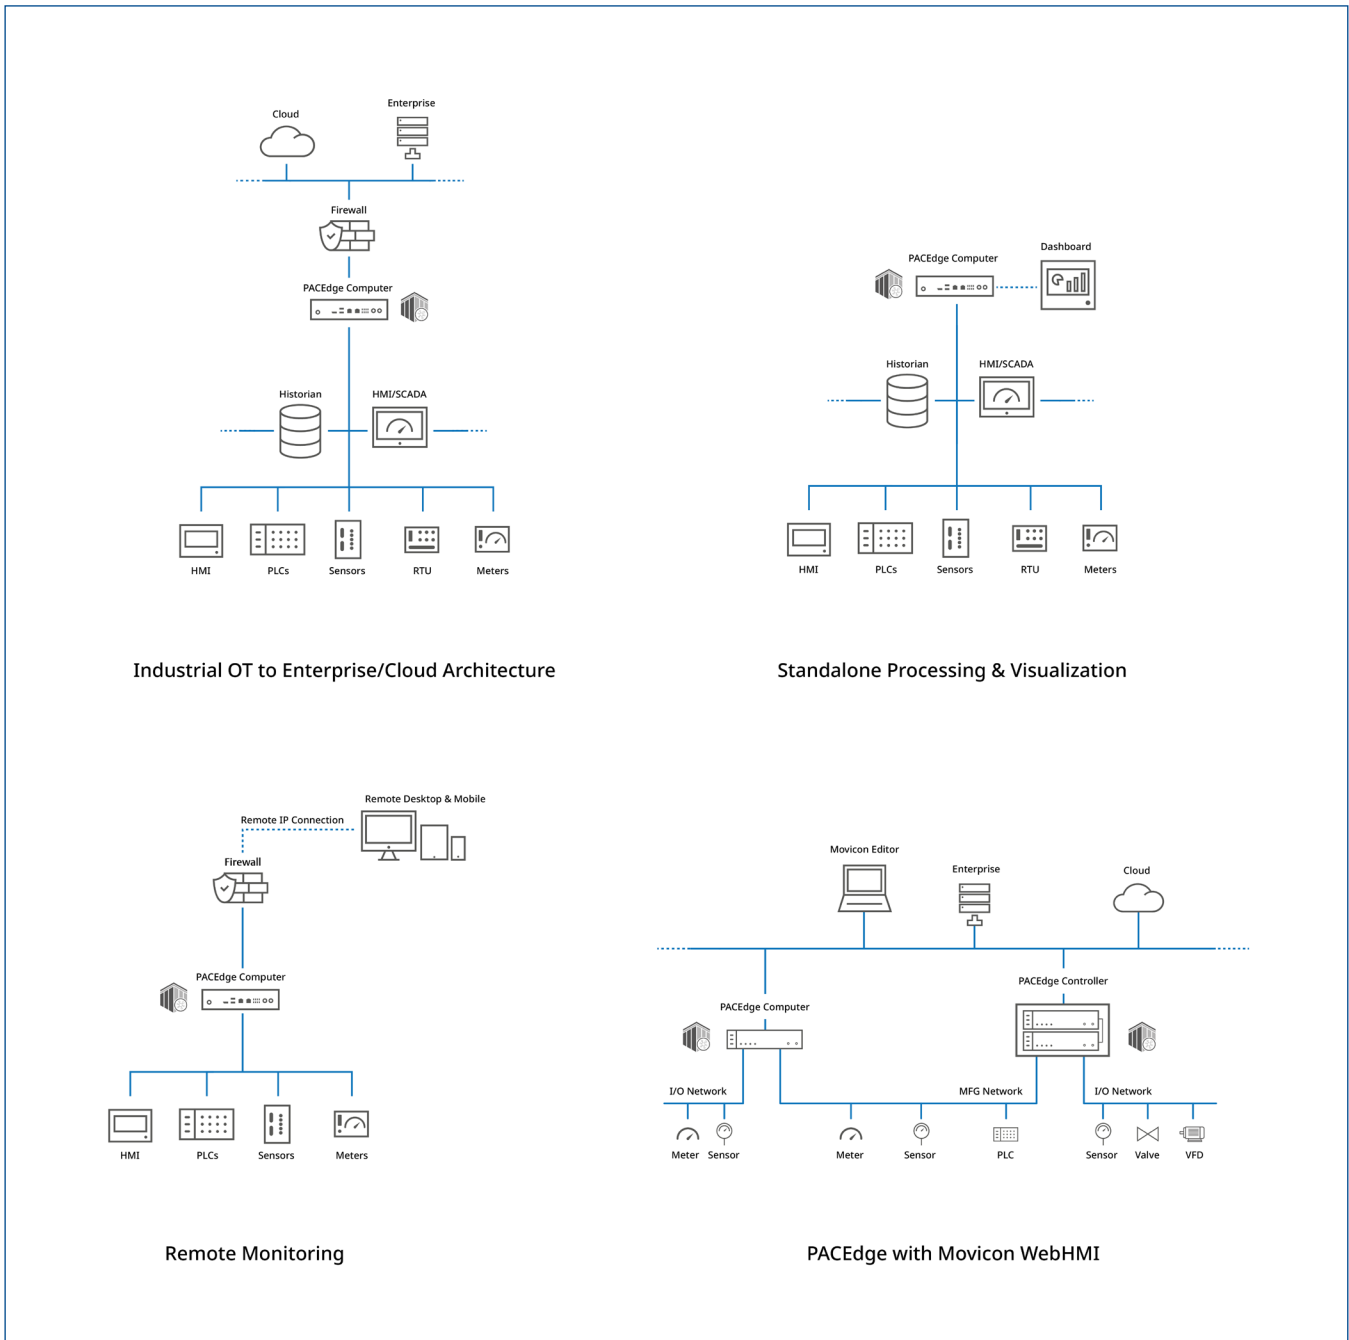 Cloud
Enterprise
Firewall
PACEdge Computer
Historian
HMI/SCADA
HMI
PLCs
Sensors
RTU
Meters
Industrial OT to Enterprise/Cloud Architecture
PACEdge Computer
Dashboard
Historian
HMI/SCADA
HMI
PLCs
Sensors
RTU
Meters
Standalone Processing & Visualization
Remote Desktop & Mobile
Remote IP Connection
Firewall
PACEdge Computer
HMI
PLCs
Sensors
Meters
Remote Monitoring
Movicon Editor
Enterprise
Cloud
PACEdge Computer
PACEdge Controller
I/O Network
MFG Network
I/O Network
Meter
Sensor
Meter
Sensor
PLC
Sensor
Valve
VFD
PACEdge with Movicon WebHMI